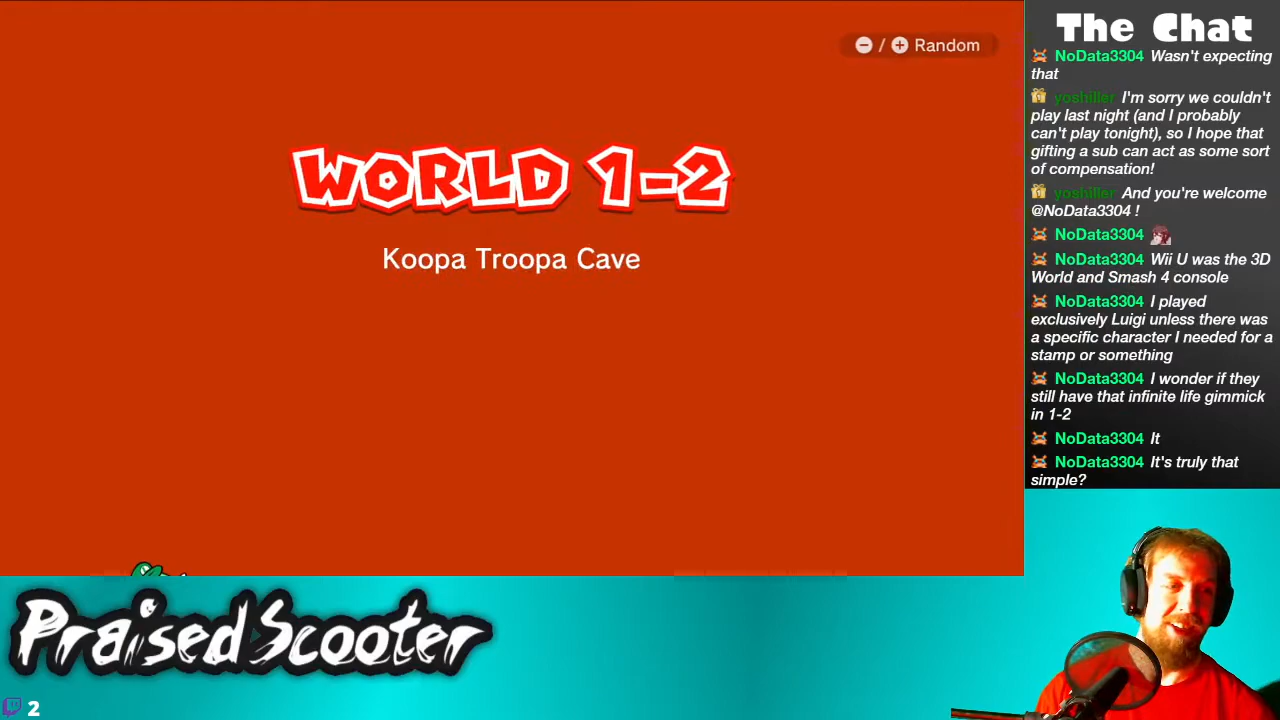 − / + Random
WORLD 1-2
Koopa Troopa Cave
The Chat
NoData3304 Wasn't expecting
that
yoshiller I'm sorry we couldn't
play last night (and I probably
can't play tonight), so I hope that
gifting a sub can act as some sort
of compensation!
yoshiller And you're welcome
@NoData3304 !
NoData3304
NoData3304 Wii U was the 3D
World and Smash 4 console
NoData3304 I played
exclusively Luigi unless there was
a specific character I needed for a
stamp or something
NoData3304 I wonder if they
still have that infinite life gimmick
in 1-2
NoData3304 It
NoData3304 It's truly that
simple?
PraisedScooter
2